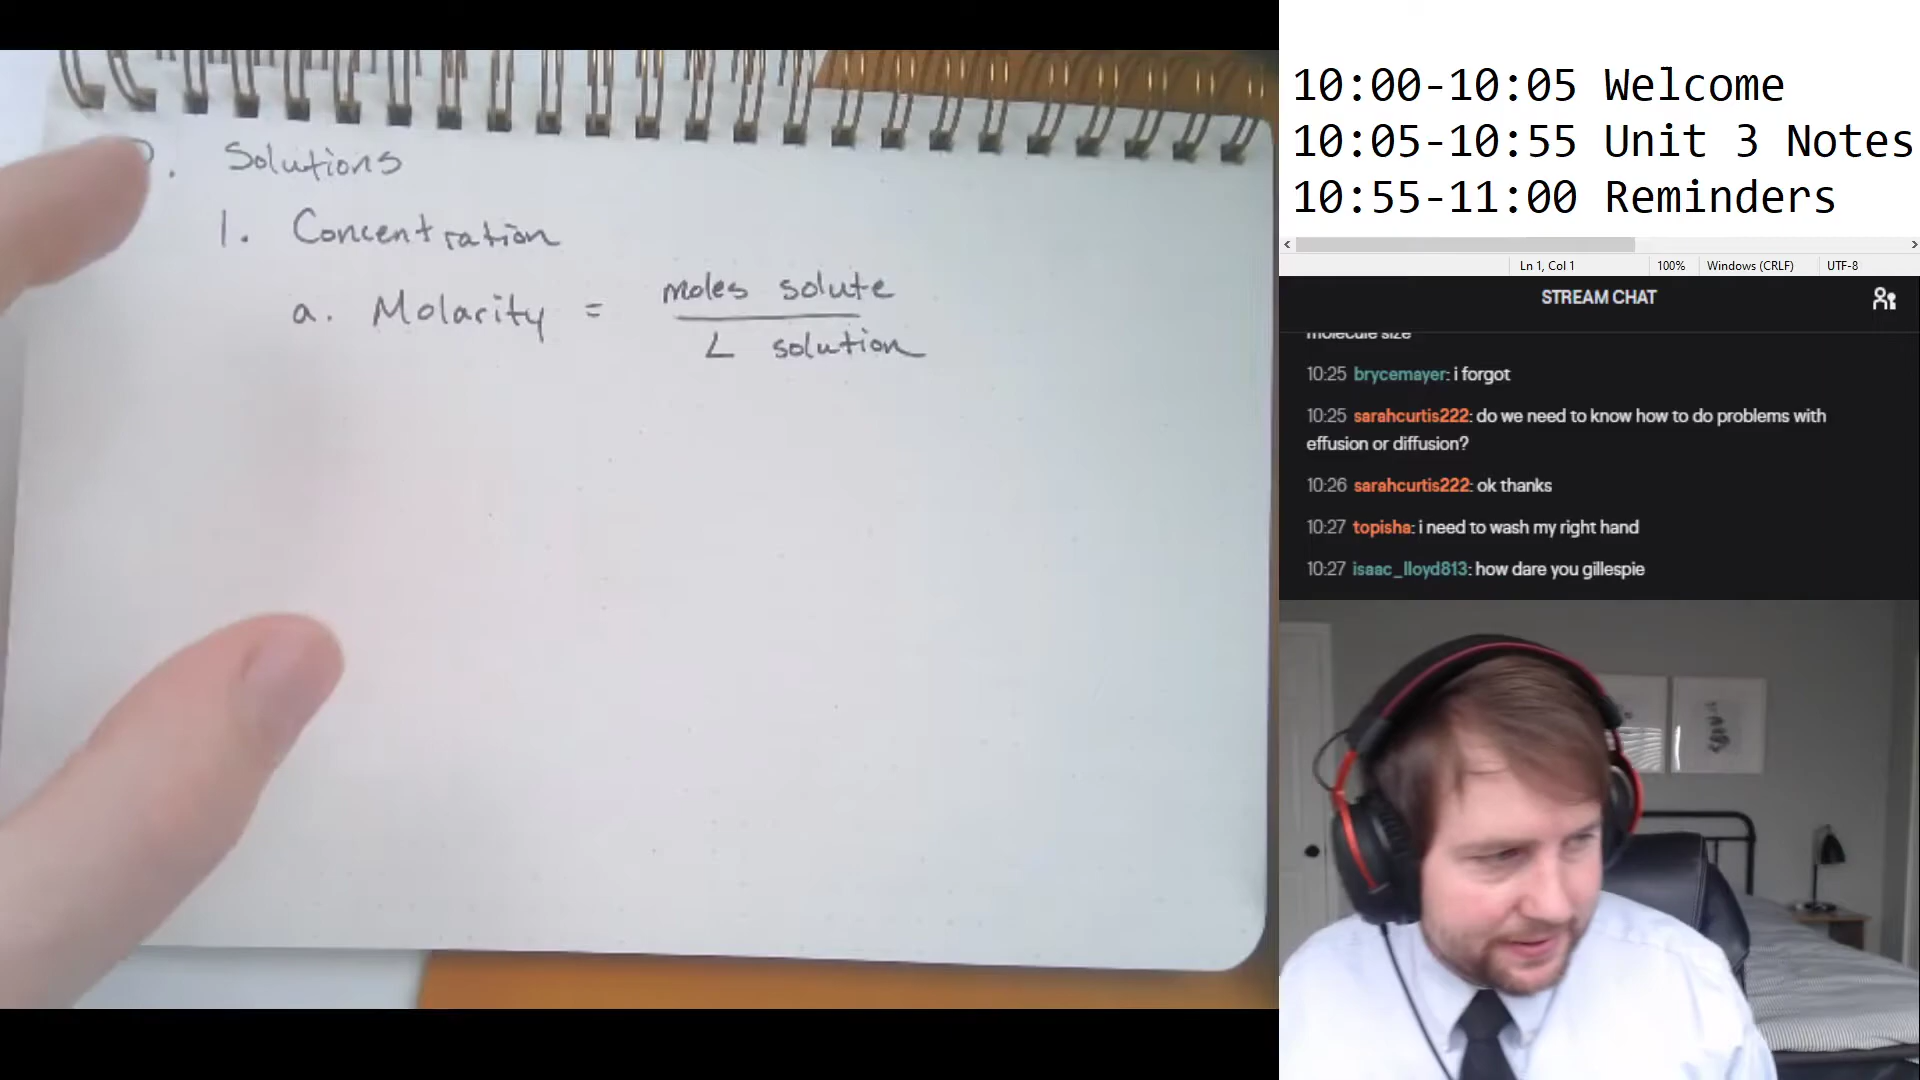 Solutions
1. Concentration
a. Molarity = moles solute
L solution
10:00-10:05 Welcome
10:05-10:55 Unit 3 Notes
10:55-11:00 Reminders
Ln 1, Col 1 100% Windows (CRLF) UTF-8
STREAM CHAT
molecule size
10:25 brycemayer: i forgot
10:25 sarahcurtis222: do we need to know how to do problems with
effusion or diffusion?
10:26 sarahcurtis222: ok thanks
10:27 topisha: i need to wash my right hand
10:27 isaac_lloyd813: how dare you gillespie